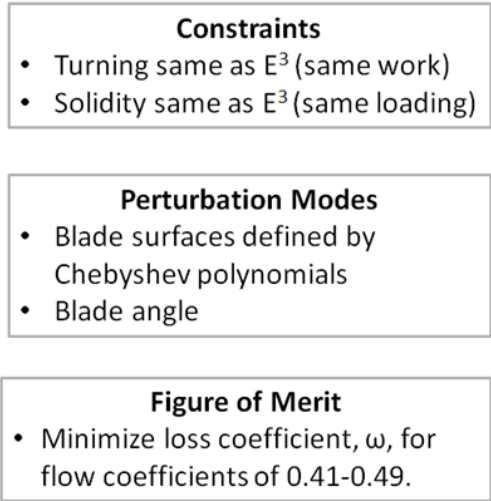 Constraints
• Turning same as E³ (same work)
• Solidity same as E³ (same loading)
Perturbation Modes
• Blade surfaces defined by
Chebyshev polynomials
• Blade angle
Figure of Merit
• Minimize loss coefficient, ω, for
flow coefficients of 0.41-0.49.